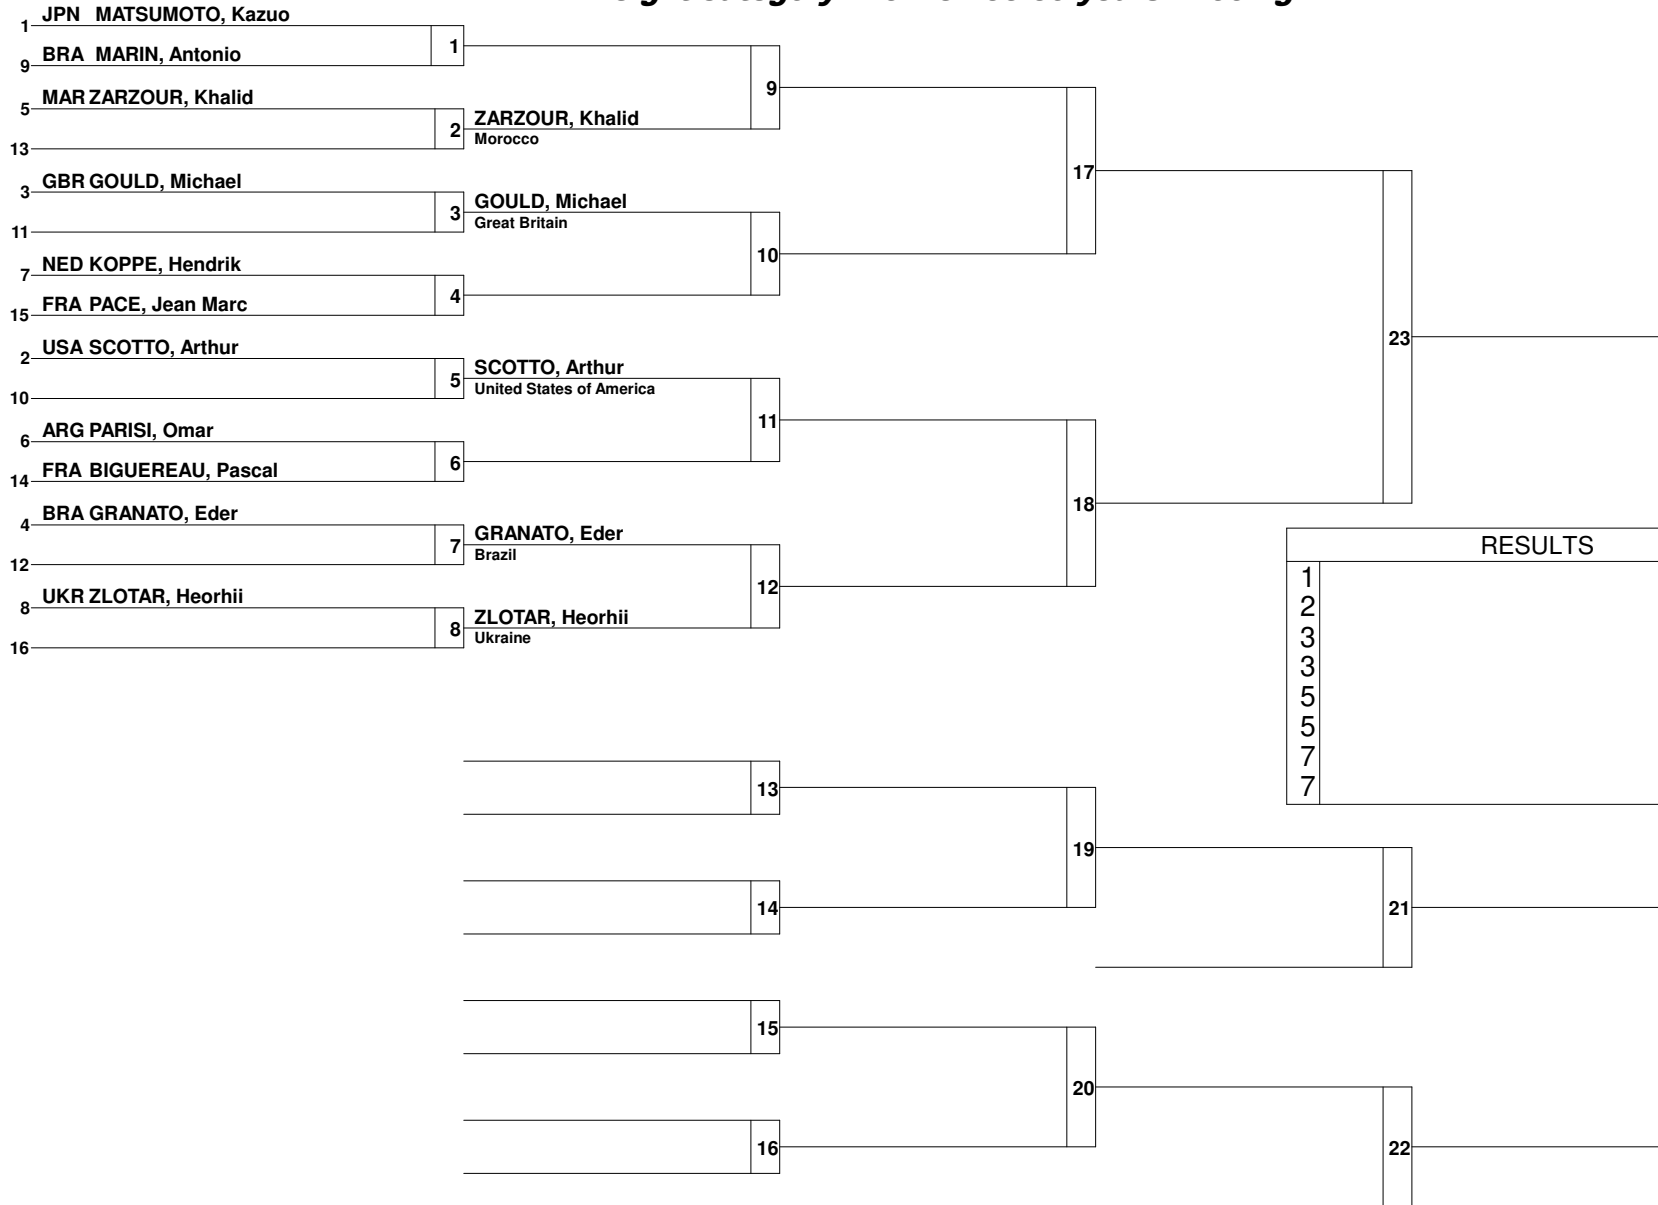 1 JPN MATSUMOTO, Kazuo
9 BRA MARIN, Antonio
1
5 MAR ZARZOUR, Khalid
13
2 ZARZOUR, Khalid
Morocco
9
3 GBR GOULD, Michael
11
3 GOULD, Michael
Great Britain
7 NED KOPPE, Hendrik
15 FRA PACE, Jean Marc
4
10
17
2 USA SCOTTO, Arthur
10
5 SCOTTO, Arthur
United States of America
6 ARG PARISI, Omar
14 FRA BIGUEREAU, Pascal
6
11
4 BRA GRANATO, Eder
12
7 GRANATO, Eder
Brazil
8 UKR ZLOTAR, Heorhii
16
8 ZLOTAR, Heorhii
Ukraine
12
18
23
RESULTS
1
2
3
3
5
5
7
7
13
14
19
21
15
16
20
22